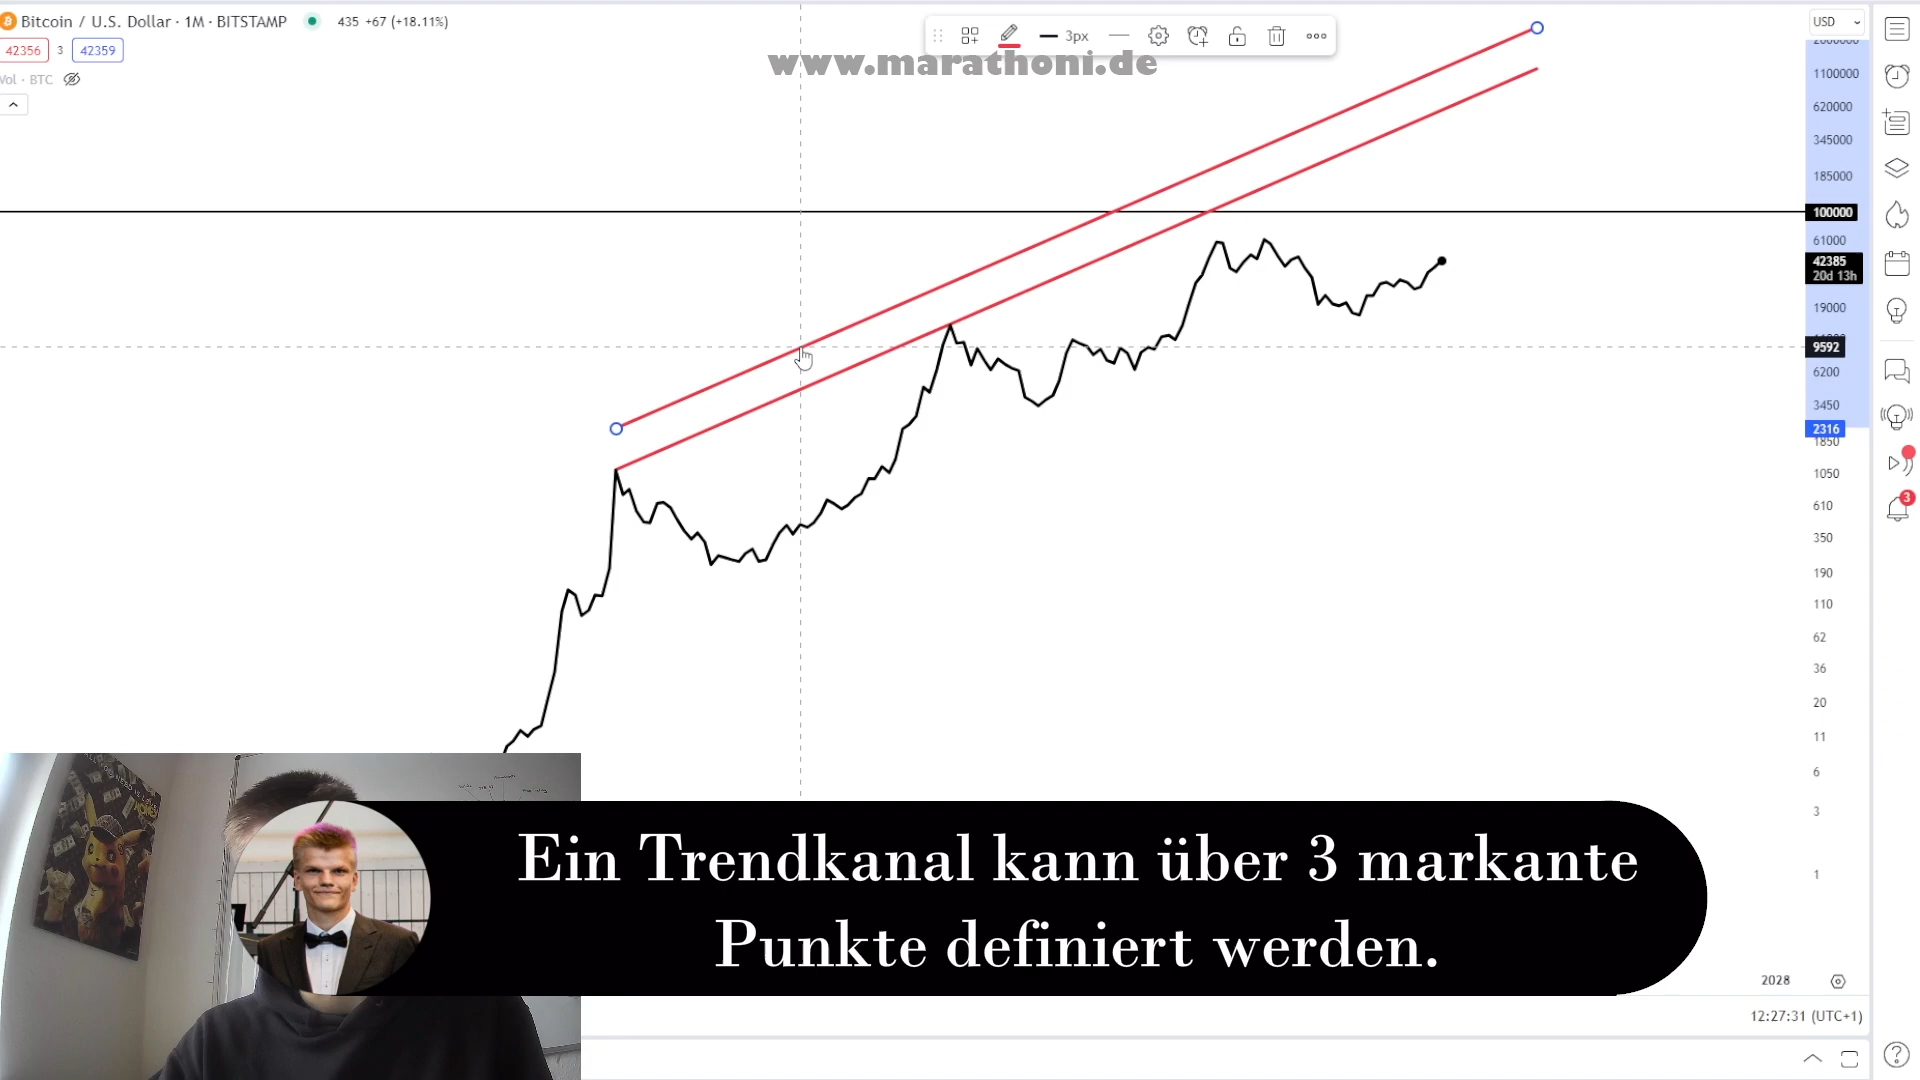 Bitcoin / U.S. Dollar · 1M · BITSTAMP
435 +67 (+18.11%)
42356 3 42359
Vol · BTC
3px
www.marathoni.de
USD
1100000
620000
345000
185000
100000
61000
42385
20d 13h
19000
9592
6200
3450
2316
1850
1050
610
350
190
110
62
36
20
11
6
3
1
3
Ein Trendkanal kann über 3 markante
Punkte definiert werden.
2028
12:27:31 (UTC+1)